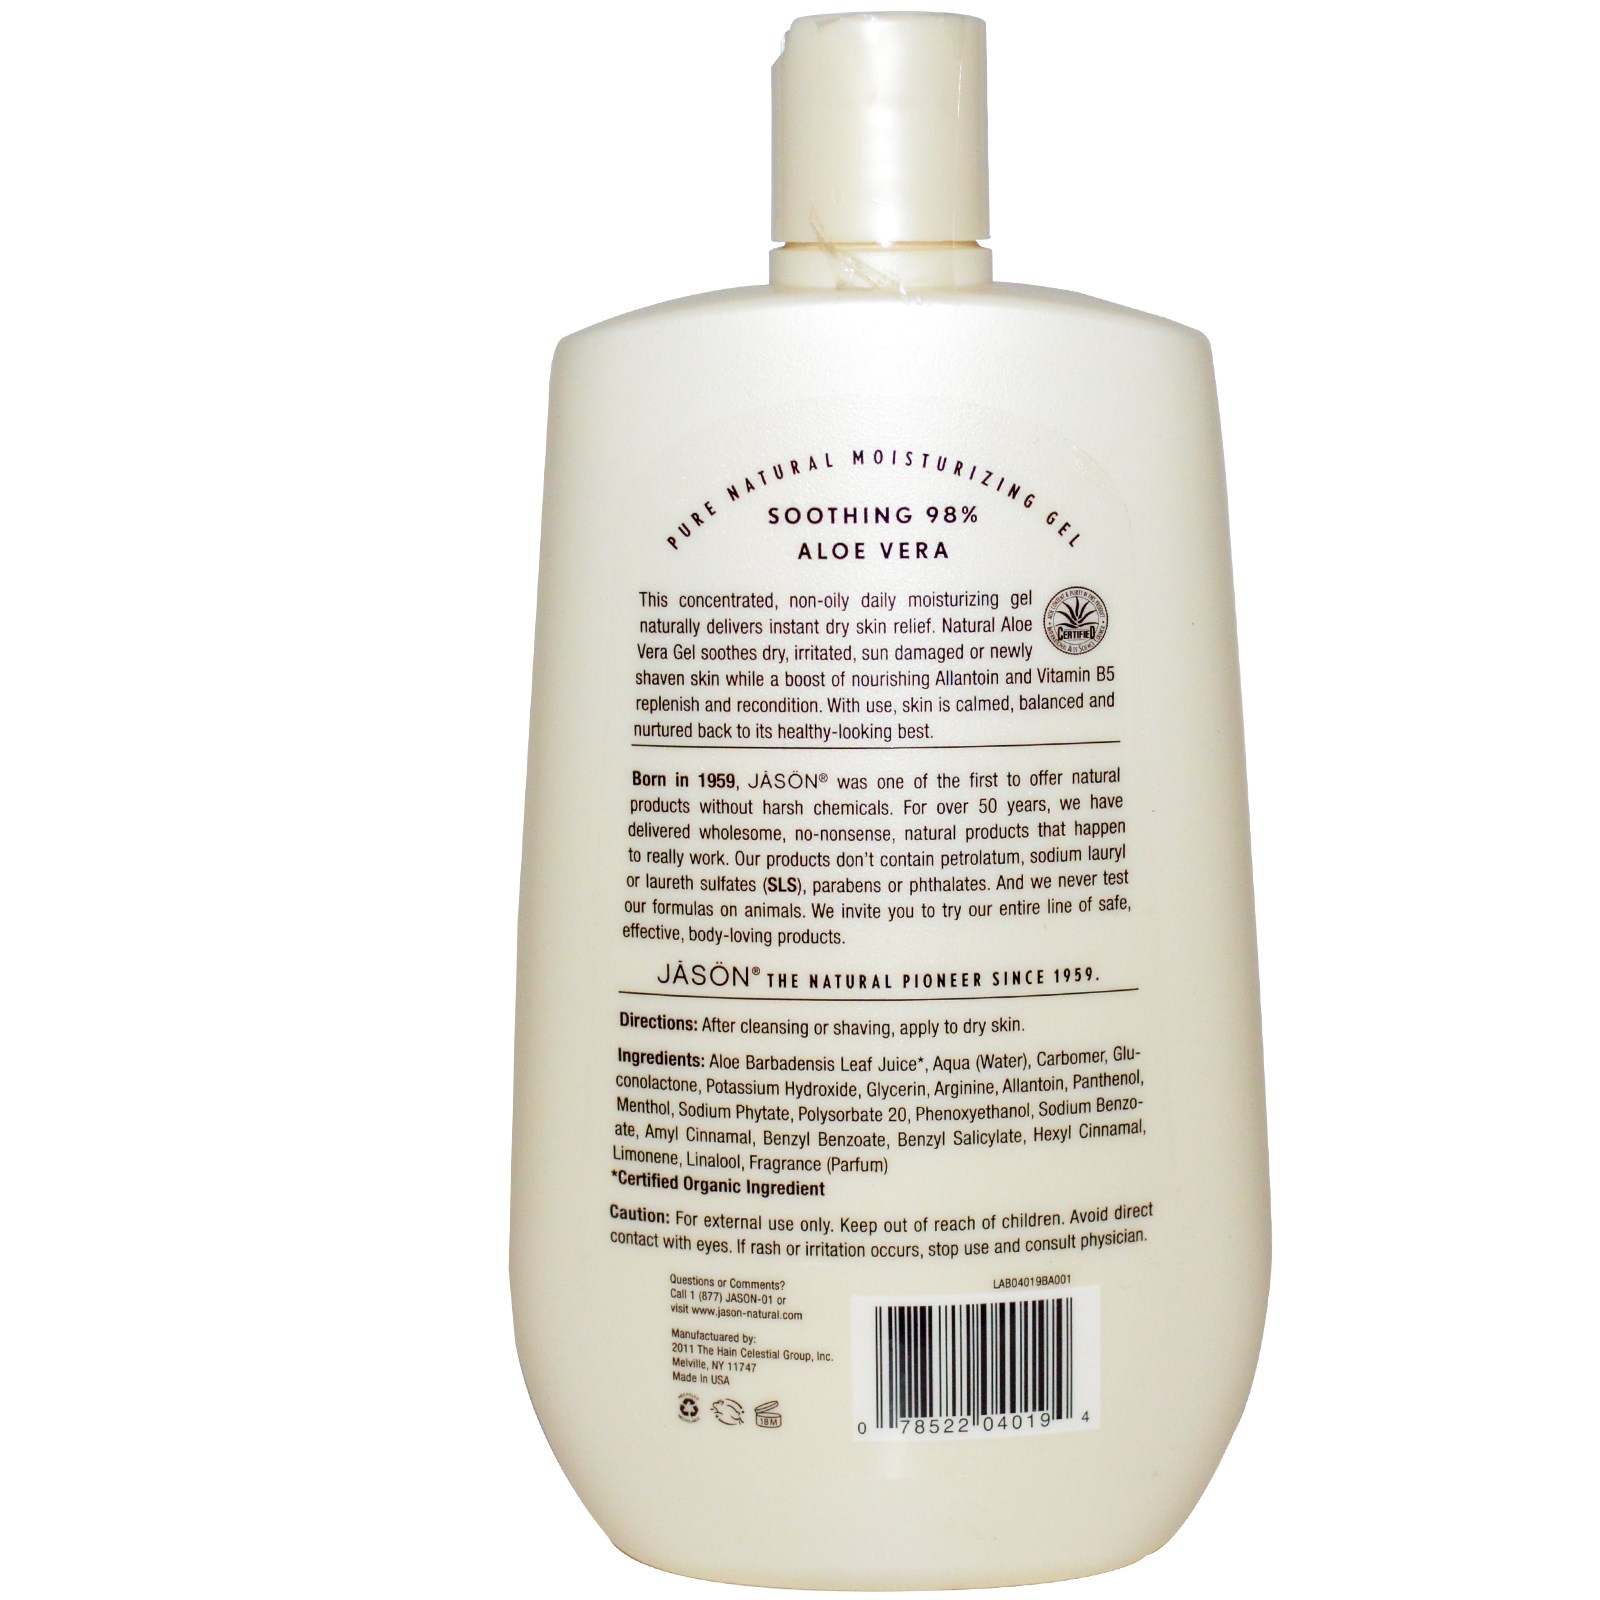 PURE NATURAL MOISTURIZING GEL
SOOTHING 98%
ALOE VERA
This concentrated, non-oily daily moisturizing gel
naturally delivers instant dry skin relief. Natural Aloe
Vera Gel soothes dry, irritated, sun damaged or newly
shaven skin while a boost of nourishing Allantoin and Vitamin B5
replenish and recondition. With use, skin is calmed, balanced and
nurtured back to its healthy-looking best.
CERTIFIED
Born in 1959, JĀSÖN® was one of the first to offer natural
products without harsh chemicals. For over 50 years, we have
delivered wholesome, no-nonsense, natural products that happen
to really work. Our products don't contain petrolatum, sodium lauryl
or laureth sulfates (SLS), parabens or phthalates. And we never test
our formulas on animals. We invite you to try our entire line of safe,
effective, body-loving products.
JĀSÖN® THE NATURAL PIONEER SINCE 1959.
Directions: After cleansing or shaving, apply to dry skin.
Ingredients: Aloe Barbadensis Leaf Juice*, Aqua (Water), Carbomer, Glu-
conolactone, Potassium Hydroxide, Glycerin, Arginine, Allantoin, Panthenol,
Menthol, Sodium Phytate, Polysorbate 20, Phenoxyethanol, Sodium Benzo-
ate, Amyl Cinnamal, Benzyl Benzoate, Benzyl Salicylate, Hexyl Cinnamal,
Limonene, Linalool, Fragrance (Parfum)
*Certified Organic Ingredient
Caution: For external use only. Keep out of reach of children. Avoid direct
contact with eyes. If rash or irritation occurs, stop use and consult physician.
Questions or Comments?
Call 1 (877) JASON-01 or
visit www.jason-natural.com
Manufactuared by:
2011 The Hain Celestial Group, Inc.
Melville, NY 11747
Made In USA
18M
LAB04019BA001
0 78522 04019 4